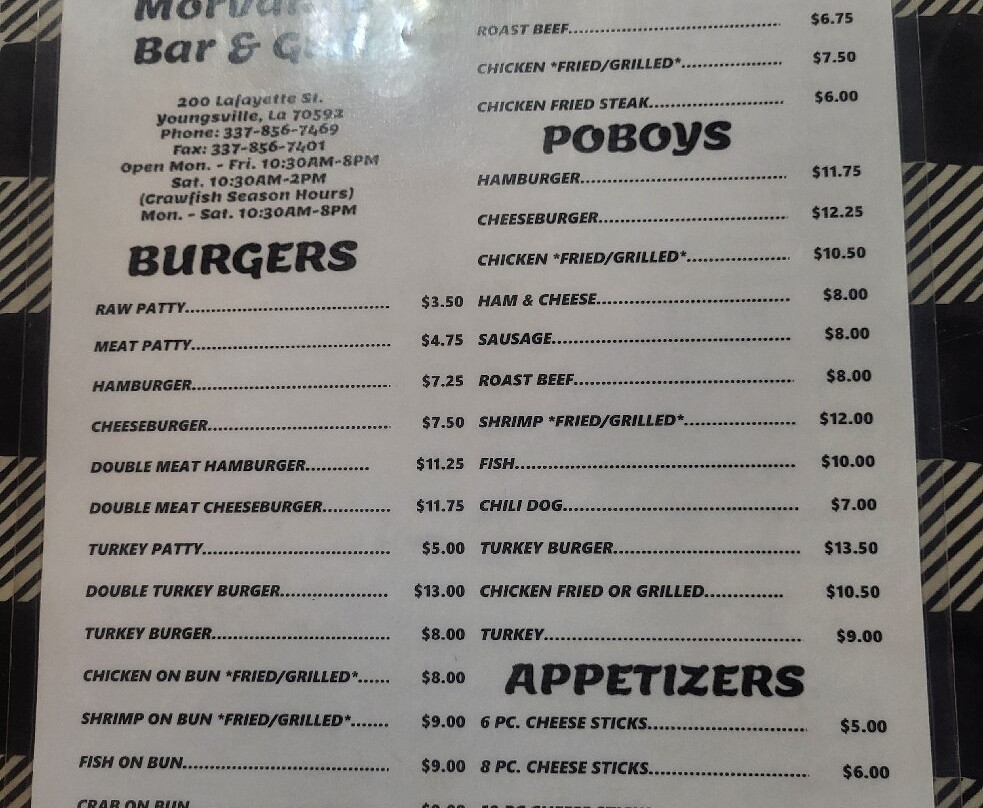 Bar &
200 Lafayette St.
Youngsville, La 70592
Phone: 337-856-7469
Fax: 337-856-7401
Open Mon. - Fri. 10:30AM-8PM
Sat. 10:30AM-2PM
(Crawfish Season Hours)
Mon. - Sat. 10:30AM-8PM
BURGERS
RAW PATTY........ $3.50
MEAT PATTY........ $4.75
HAMBURGER........ $7.25
CHEESEBURGER........ $7.50
DOUBLE MEAT HAMBURGER........ $11.25
DOUBLE MEAT CHEESEBURGER........ $11.75
TURKEY PATTY........ $5.00
DOUBLE TURKEY BURGER........ $13.00
TURKEY BURGER........ $8.00
CHICKEN ON BUN *FRIED/GRILLED*...... $8.00
SHRIMP ON BUN *FRIED/GRILLED*....... $9.00
FISH ON BUN........ $9.00
CRAB ON BUN
ROAST BEEF........ $6.75
CHICKEN *FRIED/GRILLED*........ $7.50
CHICKEN FRIED STEAK........ $6.00
POBOYS
HAMBURGER........ $11.75
CHEESEBURGER........ $12.25
CHICKEN *FRIED/GRILLED*........ $10.50
HAM & CHEESE........ $8.00
SAUSAGE........ $8.00
ROAST BEEF........ $8.00
SHRIMP *FRIED/GRILLED*........ $12.00
FISH........ $10.00
CHILI DOG........ $7.00
TURKEY BURGER........ $13.50
CHICKEN FRIED OR GRILLED........ $10.50
TURKEY........ $9.00
APPETIZERS
6 PC. CHEESE STICKS........ $5.00
8 PC. CHEESE STICKS........ $6.00